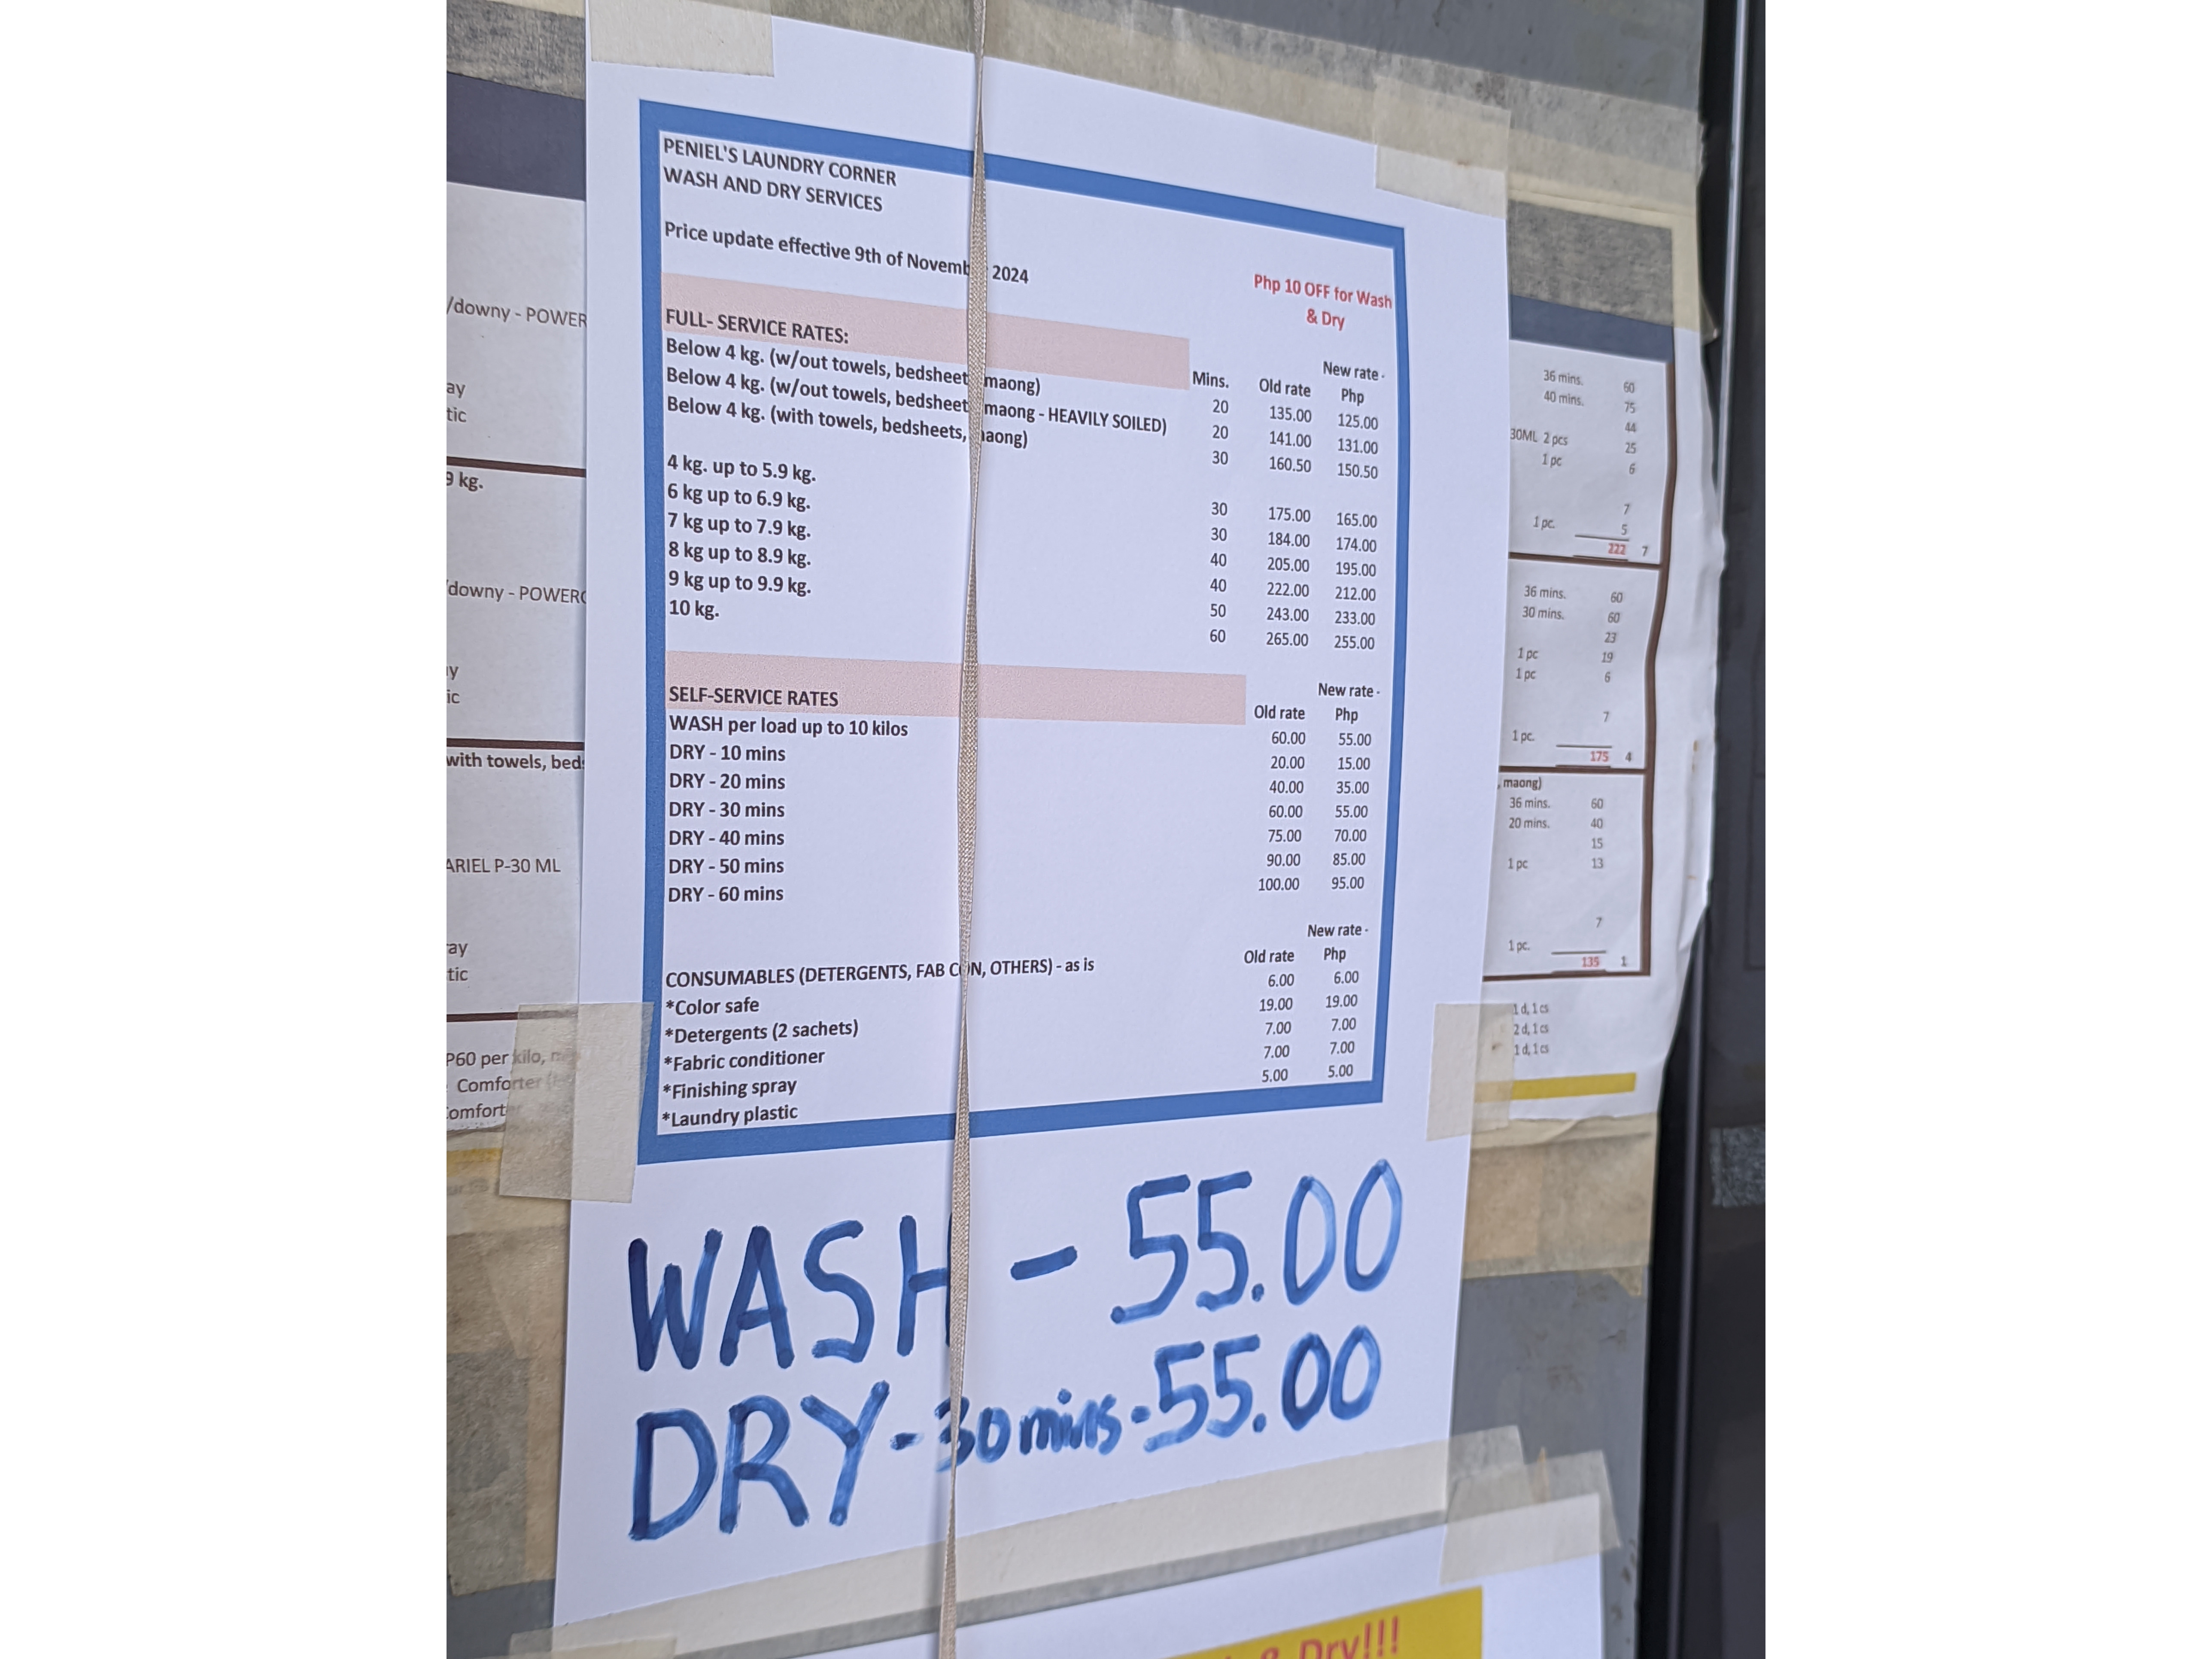 PENIEL'S LAUNDRY CORNER
WASH AND DRY SERVICES
Price update effective 9th of Novemb 2024
Php 10 OFF for Wash
& Dry
FULL- SERVICE RATES: Mins. Old rate New rate - Php
Below 4 kg. (w/out towels, bedsheet maong) 20 135.00 125.00
Below 4 kg. (w/out towels, bedsheet maong - HEAVILY SOILED) 20 141.00 131.00
Below 4 kg. (with towels, bedsheets, aong) 30 160.50 150.50
4 kg. up to 5.9 kg. 30 175.00 165.00
6 kg up to 6.9 kg. 30 184.00 174.00
7 kg up to 7.9 kg. 40 205.00 195.00
8 kg up to 8.9 kg. 40 222.00 212.00
9 kg up to 9.9 kg. 50 243.00 233.00
10 kg. 60 265.00 255.00
SELF-SERVICE RATES Old rate New rate - Php
WASH per load up to 10 kilos 60.00 55.00
DRY - 10 mins 20.00 15.00
DRY - 20 mins 40.00 35.00
DRY - 30 mins 60.00 55.00
DRY - 40 mins 75.00 70.00
DRY - 50 mins 90.00 85.00
DRY - 60 mins 100.00 95.00
CONSUMABLES (DETERGENTS, FAB CON, OTHERS) - as is Old rate New rate - Php
*Color safe 6.00 6.00
*Detergents (2 sachets) 19.00 19.00
*Fabric conditioner 7.00 7.00
*Finishing spray 7.00 7.00
*Laundry plastic 5.00 5.00
WASH - 55.00
DRY - 30 mins - 55.00
/downy - POWER
ay
tic
9 kg.
/downy - POWER
y
ic
with towels, bed
ARIEL P-30 ML
ay
tic
P60 per kilo,
Comforter
omfort
36 mins. 60
40 mins. 75
44
30ML 2 pcs 25
1 pc 6
7
1 pc. 5
222 7
36 mins. 60
30 mins. 60
23
1 pc 19
1 pc 6
7
1 pc.
175 4
, maong)
36 mins. 60
20 mins. 40
15
1 pc 13
7
1 pc.
135 1
1 d, 1 cs
2 d, 1 cs
1 d, 1 cs
& Dry!!!